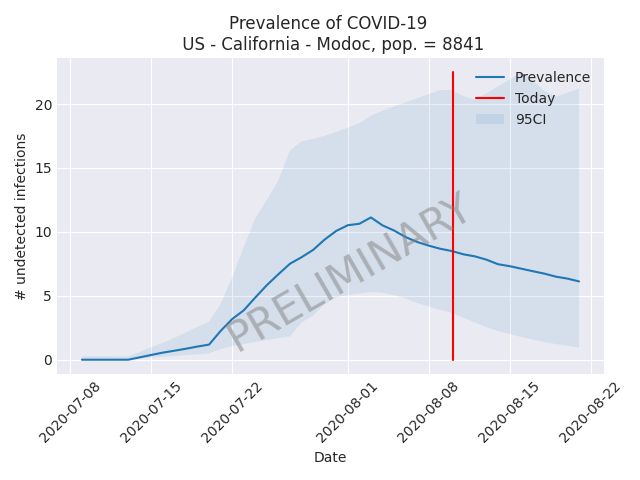 Prevalence of COVID-19
US - California - Modoc, pop. = 8841
Prevalence
Today
95CI
PRELIMINARY
# undetected infections
20
15
10
5
0
2020-07-08
2020-07-15
2020-07-22
2020-08-01
2020-08-08
2020-08-15
2020-08-22
Date